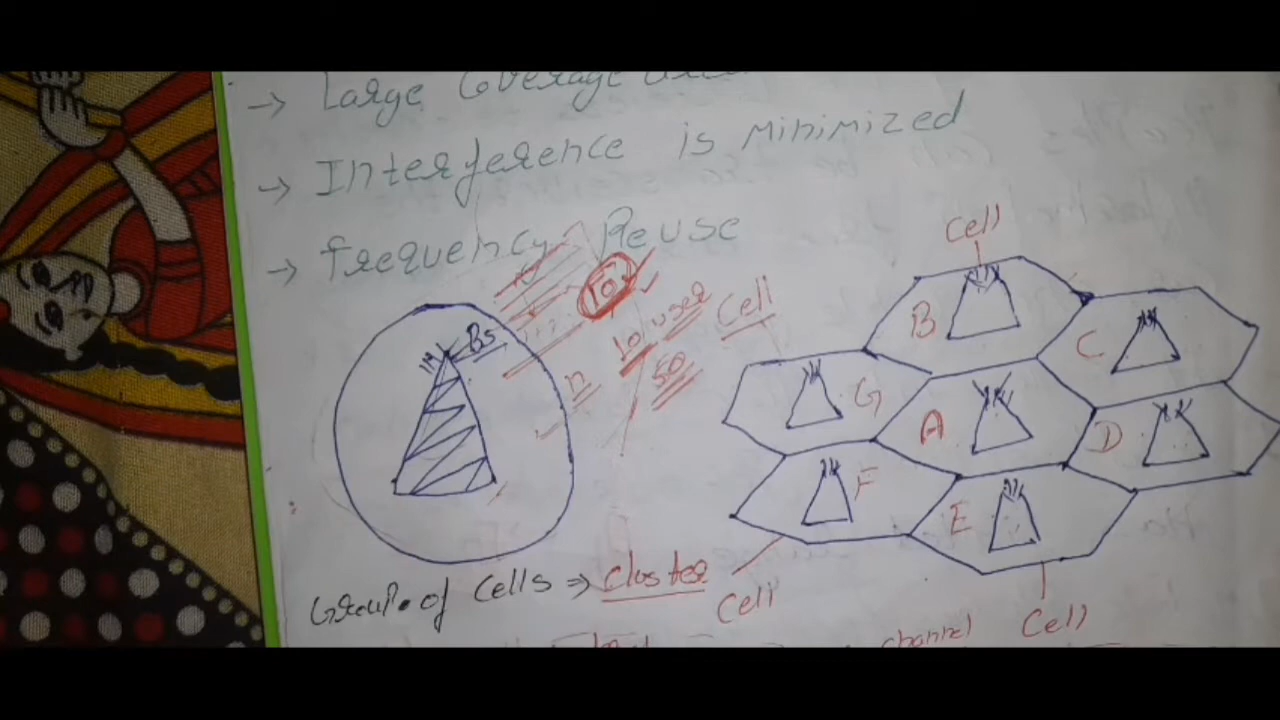 → Large Coverage
→ Interference is Minimized
→ frequency Reuse
Cell
10
10 user
50
n
Cell
BS
B
C
G
A
D
F
E
Group of Cells ⇒ Cluster
Cell
Cell
channel